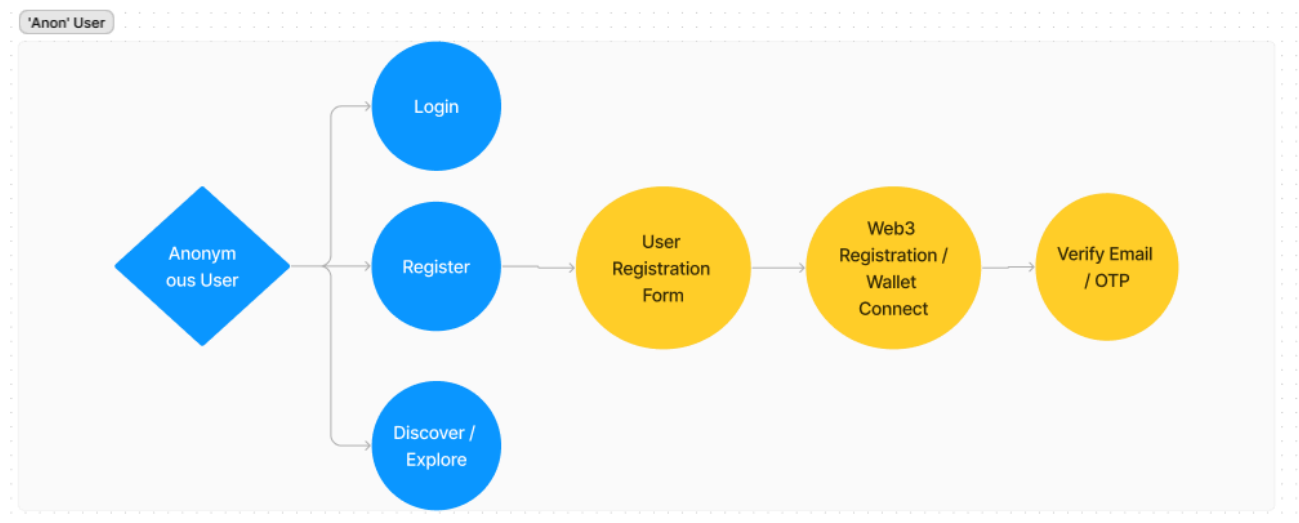 'Anon' User
Login
Anonym
ous User
Register
User
Registration
Form
Web3
Registration /
Wallet
Connect
Verify Email
/ OTP
Discover /
Explore